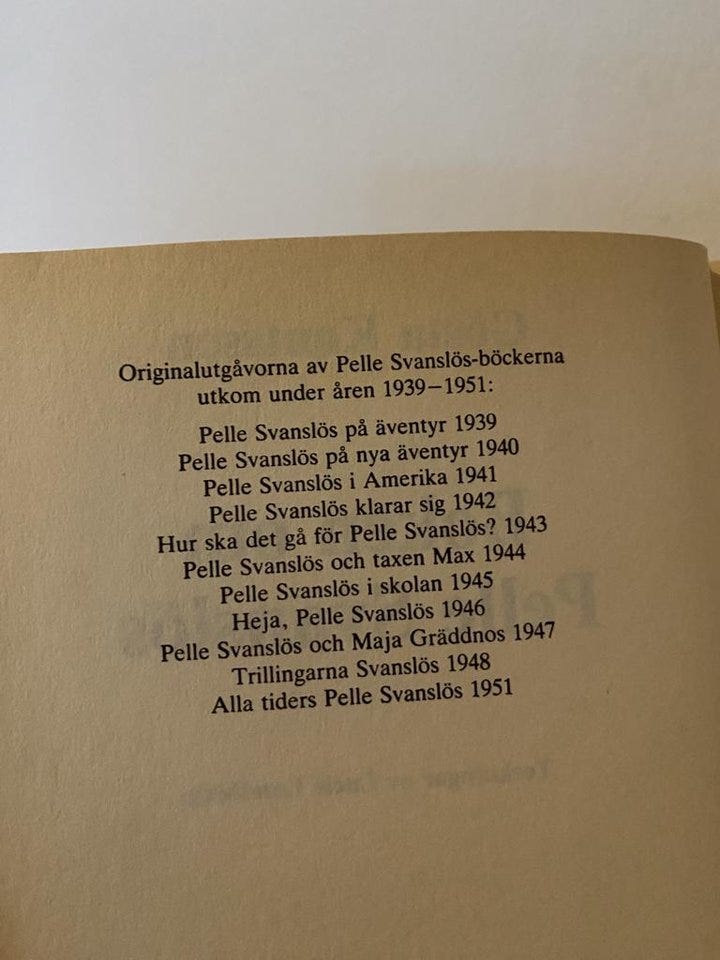 Originalutgåvorna av Pelle Svanslös-böckerna
utkom under åren 1939–1951:
Pelle Svanslös på äventyr 1939
Pelle Svanslös på nya äventyr 1940
Pelle Svanslös i Amerika 1941
Pelle Svanslös klarar sig 1942
Hur ska det gå för Pelle Svanslös? 1943
Pelle Svanslös och taxen Max 1944
Pelle Svanslös i skolan 1945
Heja, Pelle Svanslös 1946
Pelle Svanslös och Maja Gräddnos 1947
Trillingarna Svanslös 1948
Alla tiders Pelle Svanslös 1951